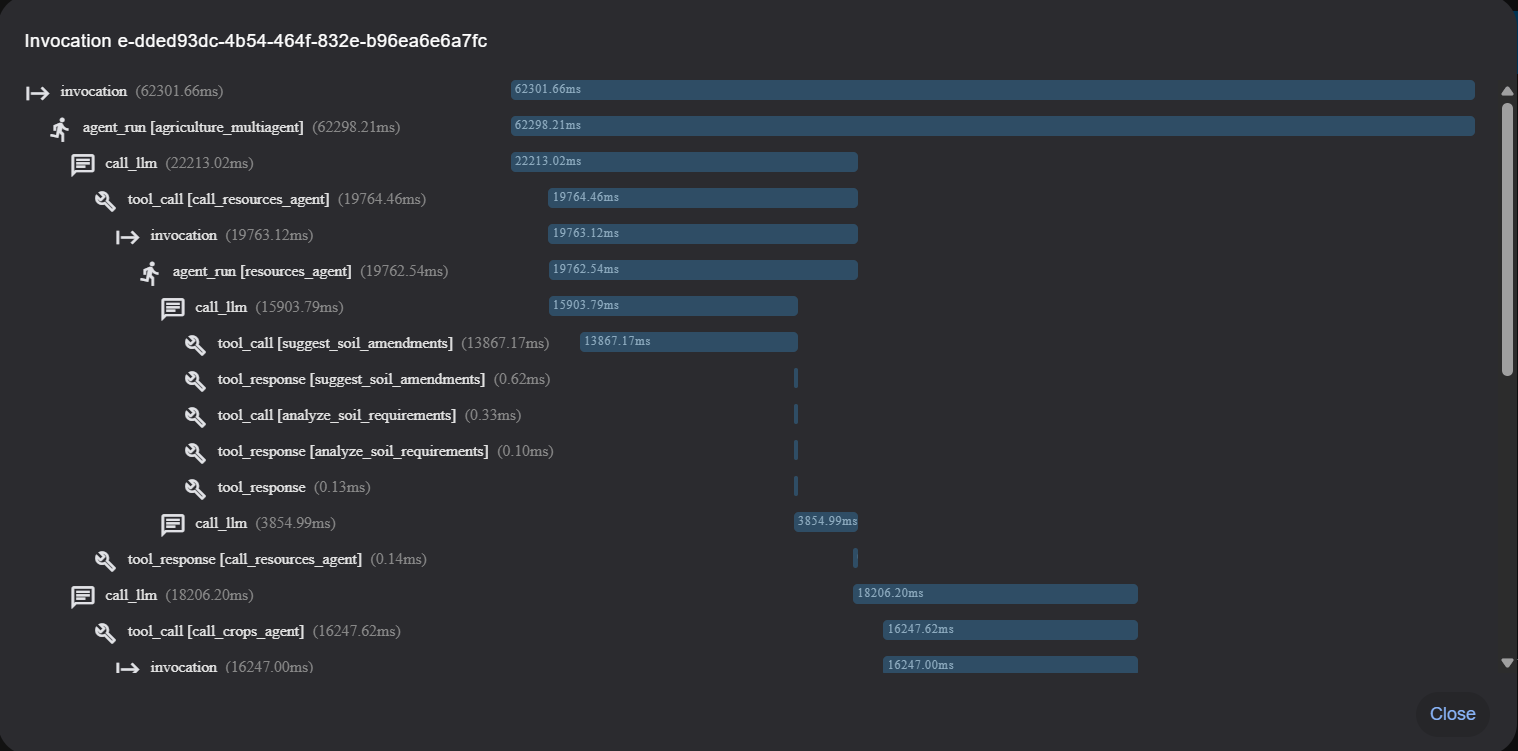 Invocation e-dded93dc-4b54-464f-832e-b96ea6e6a7fc
invocation (62301.66ms) 62301.66ms
agent_run [agriculture_multiagent] (62298.21ms) 62298.21ms
call_llm (22213.02ms) 22213.02ms
tool_call [call_resources_agent] (19764.46ms) 19764.46ms
invocation (19763.12ms) 19763.12ms
agent_run [resources_agent] (19762.54ms) 19762.54ms
call_llm (15903.79ms) 15903.79ms
tool_call [suggest_soil_amendments] (13867.17ms) 13867.17ms
tool_response [suggest_soil_amendments] (0.62ms)
tool_call [analyze_soil_requirements] (0.33ms)
tool_response [analyze_soil_requirements] (0.10ms)
tool_response (0.13ms)
call_llm (3854.99ms) 3854.99ms
tool_response [call_resources_agent] (0.14ms)
call_llm (18206.20ms) 18206.20ms
tool_call [call_crops_agent] (16247.62ms) 16247.62ms
invocation (16247.00ms) 16247.00ms
Close